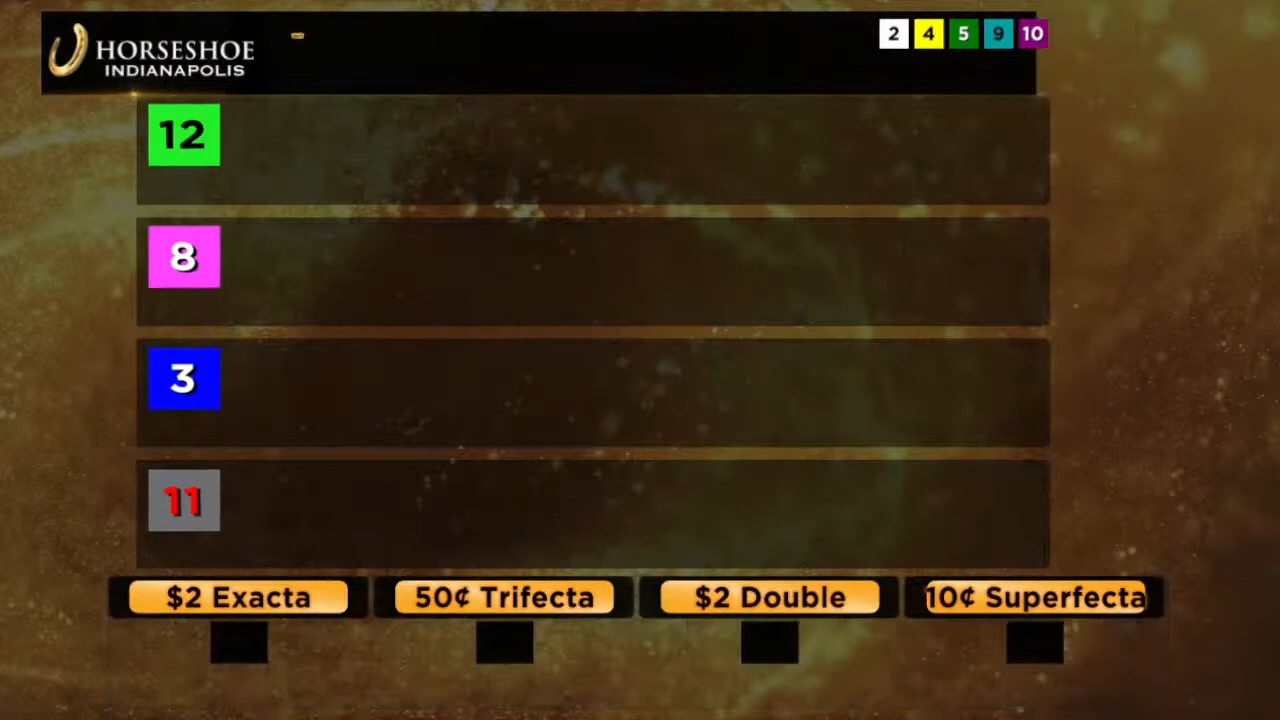 HORSESHOE
INDIANAPOLIS
2 4 5 9 10
12
8
3
11
$2 Exacta 50¢ Trifecta $2 Double 10¢ Superfecta